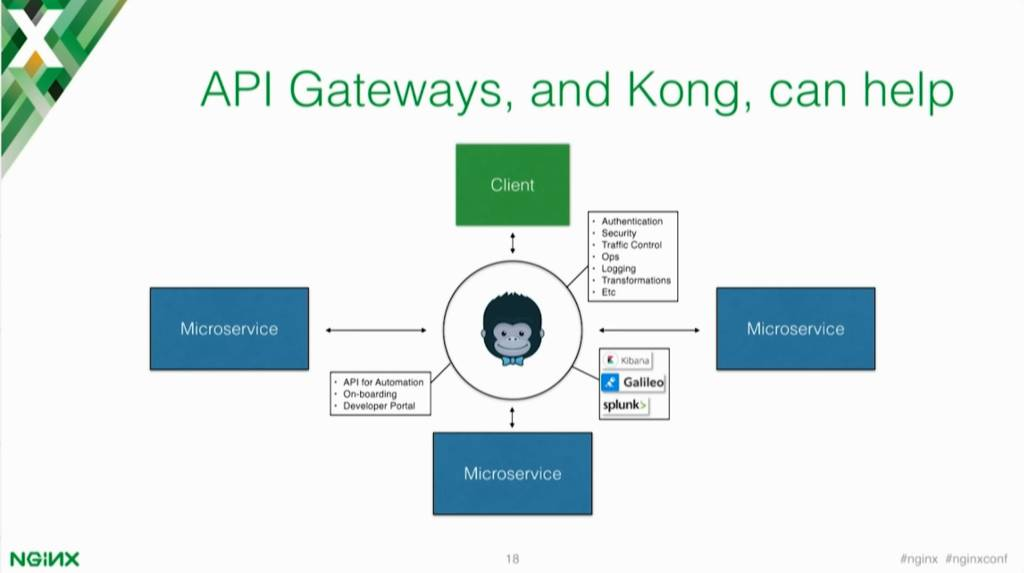 API Gateways, and Kong, can help
Client
· Authentication
· Security
· Traffic Control
· Ops
· Logging
· Transformations
· Etc
Microservice
Microservice
· API for Automation
· On-boarding
· Developer Portal
Kibana
Galileo
splunk>
Microservice
NGINX
18
#nginx #nginxconf